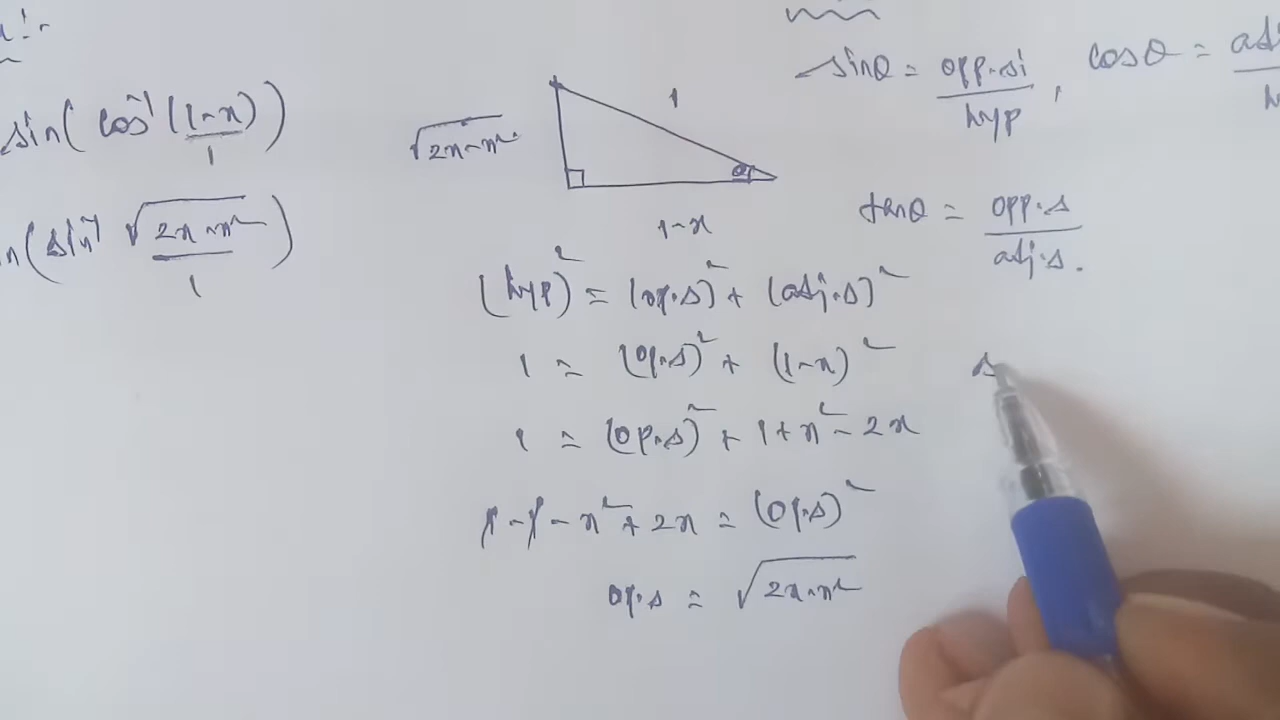 sin(cos⁻¹(1-x)/1)
sin(sin⁻¹ √(2x-x²)/1)
√(2x-x²)
1
θ
1-x
sinθ = opp.si/hyp, cosθ = adj/hyp
tanθ = opp.s/adj.s.
(hyp)² = (op.s)² + (adj.s)²
1 = (op.s)² + (1-x)²
1 = (op.s)² + 1+x²-2x
1-1-x²+2x = (op.s)²
op.s = √(2x-x²)
s